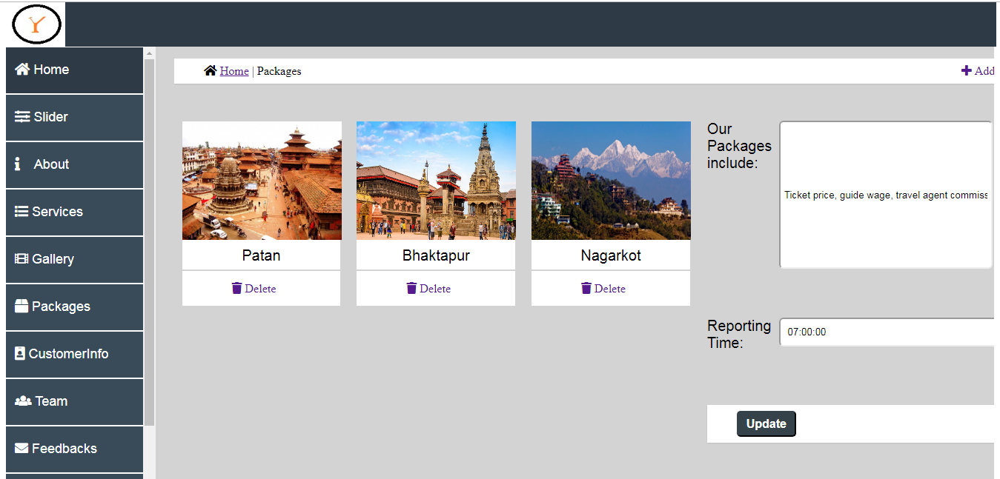 Y
Home
Slider
About
Services
Gallery
Packages
CustomerInfo
Team
Feedbacks
Home | Packages
Add
Patan
Delete
Bhaktapur
Delete
Nagarkot
Delete
Our
Packages
include:
Ticket price, guide wage, travel agent commiss
Reporting
Time:
07:00:00
Update